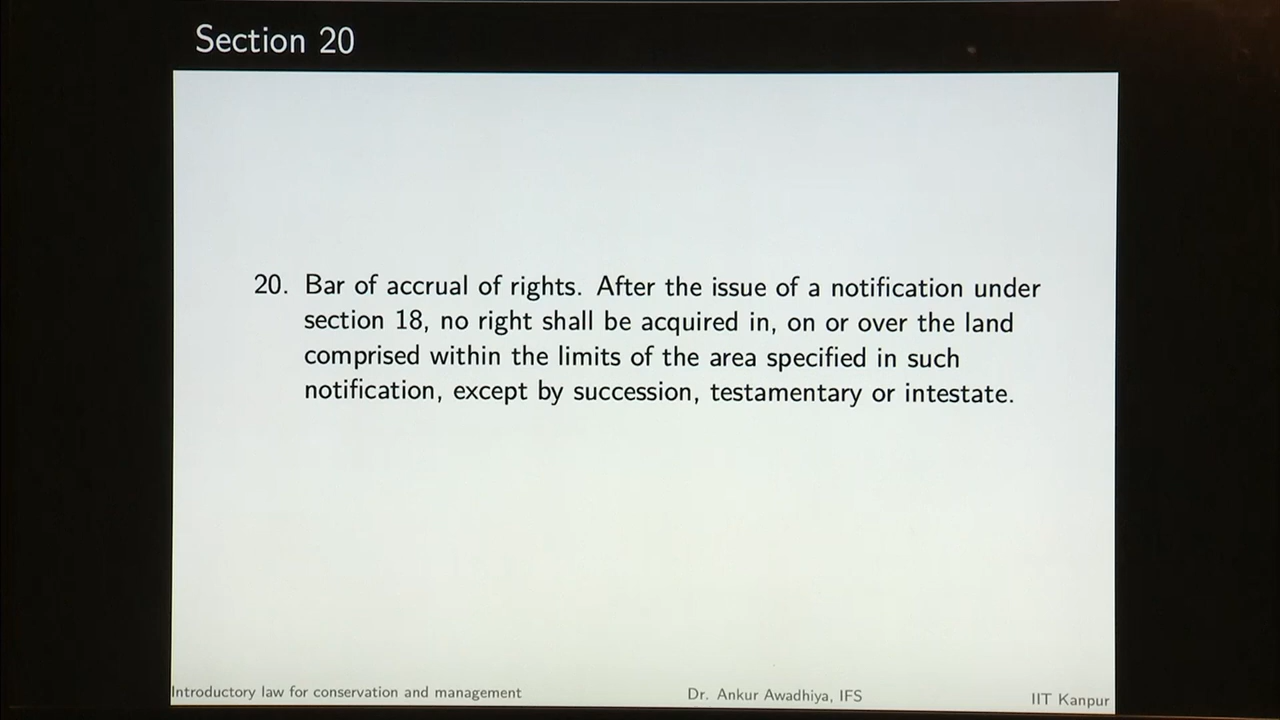 Section 20
20. Bar of accrual of rights. After the issue of a notification under
section 18, no right shall be acquired in, on or over the land
comprised within the limits of the area specified in such
notification, except by succession, testamentary or intestate.
Introductory law for conservation and management Dr. Ankur Awadhiya, IFS IIT Kanpur